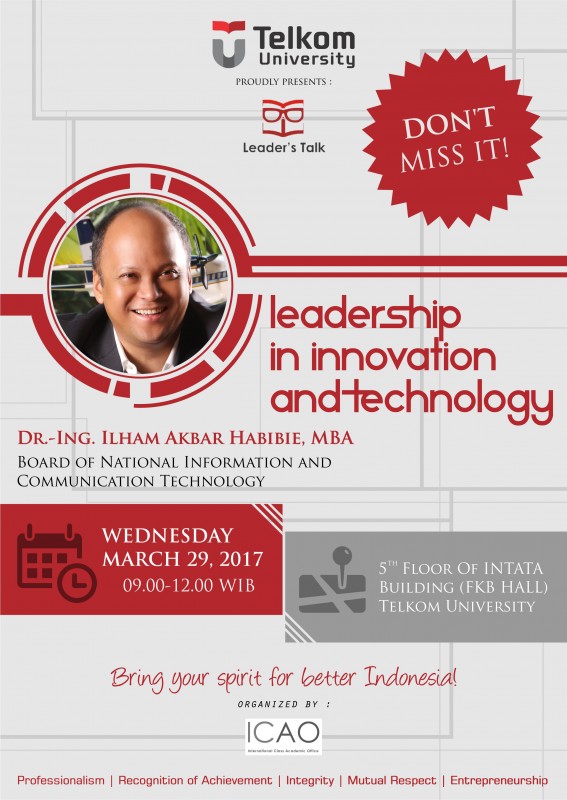 Telkom
University
PROUDLY PRESENTS :
Leader's Talk
DON'T
MISS IT!
leadership
in innovation
and technology
DR.-ING. ILHAM AKBAR HABIBIE, MBA
BOARD OF NATIONAL INFORMATION AND
COMMUNICATION TECHNOLOGY
WEDNESDAY
MARCH 29, 2017
09.00-12.00 WIB
5TH FLOOR OF INTATA
BUILDING (FKB HALL)
TELKOM UNIVERSITY
Bring your spirit for better Indonesia!
ORGANIZED BY :
ICAO
International Class Academic Office
Professionalism | Recognition of Achievement | Integrity | Mutual Respect | Entrepreneurship